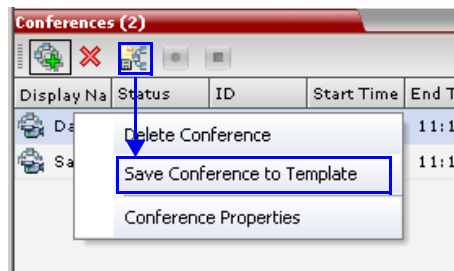 Conferences (2)
Display Na Status ID Start Time End T
Da 11:1
Delete Conference
Sa 11:1
Save Conference to Template
Conference Properties